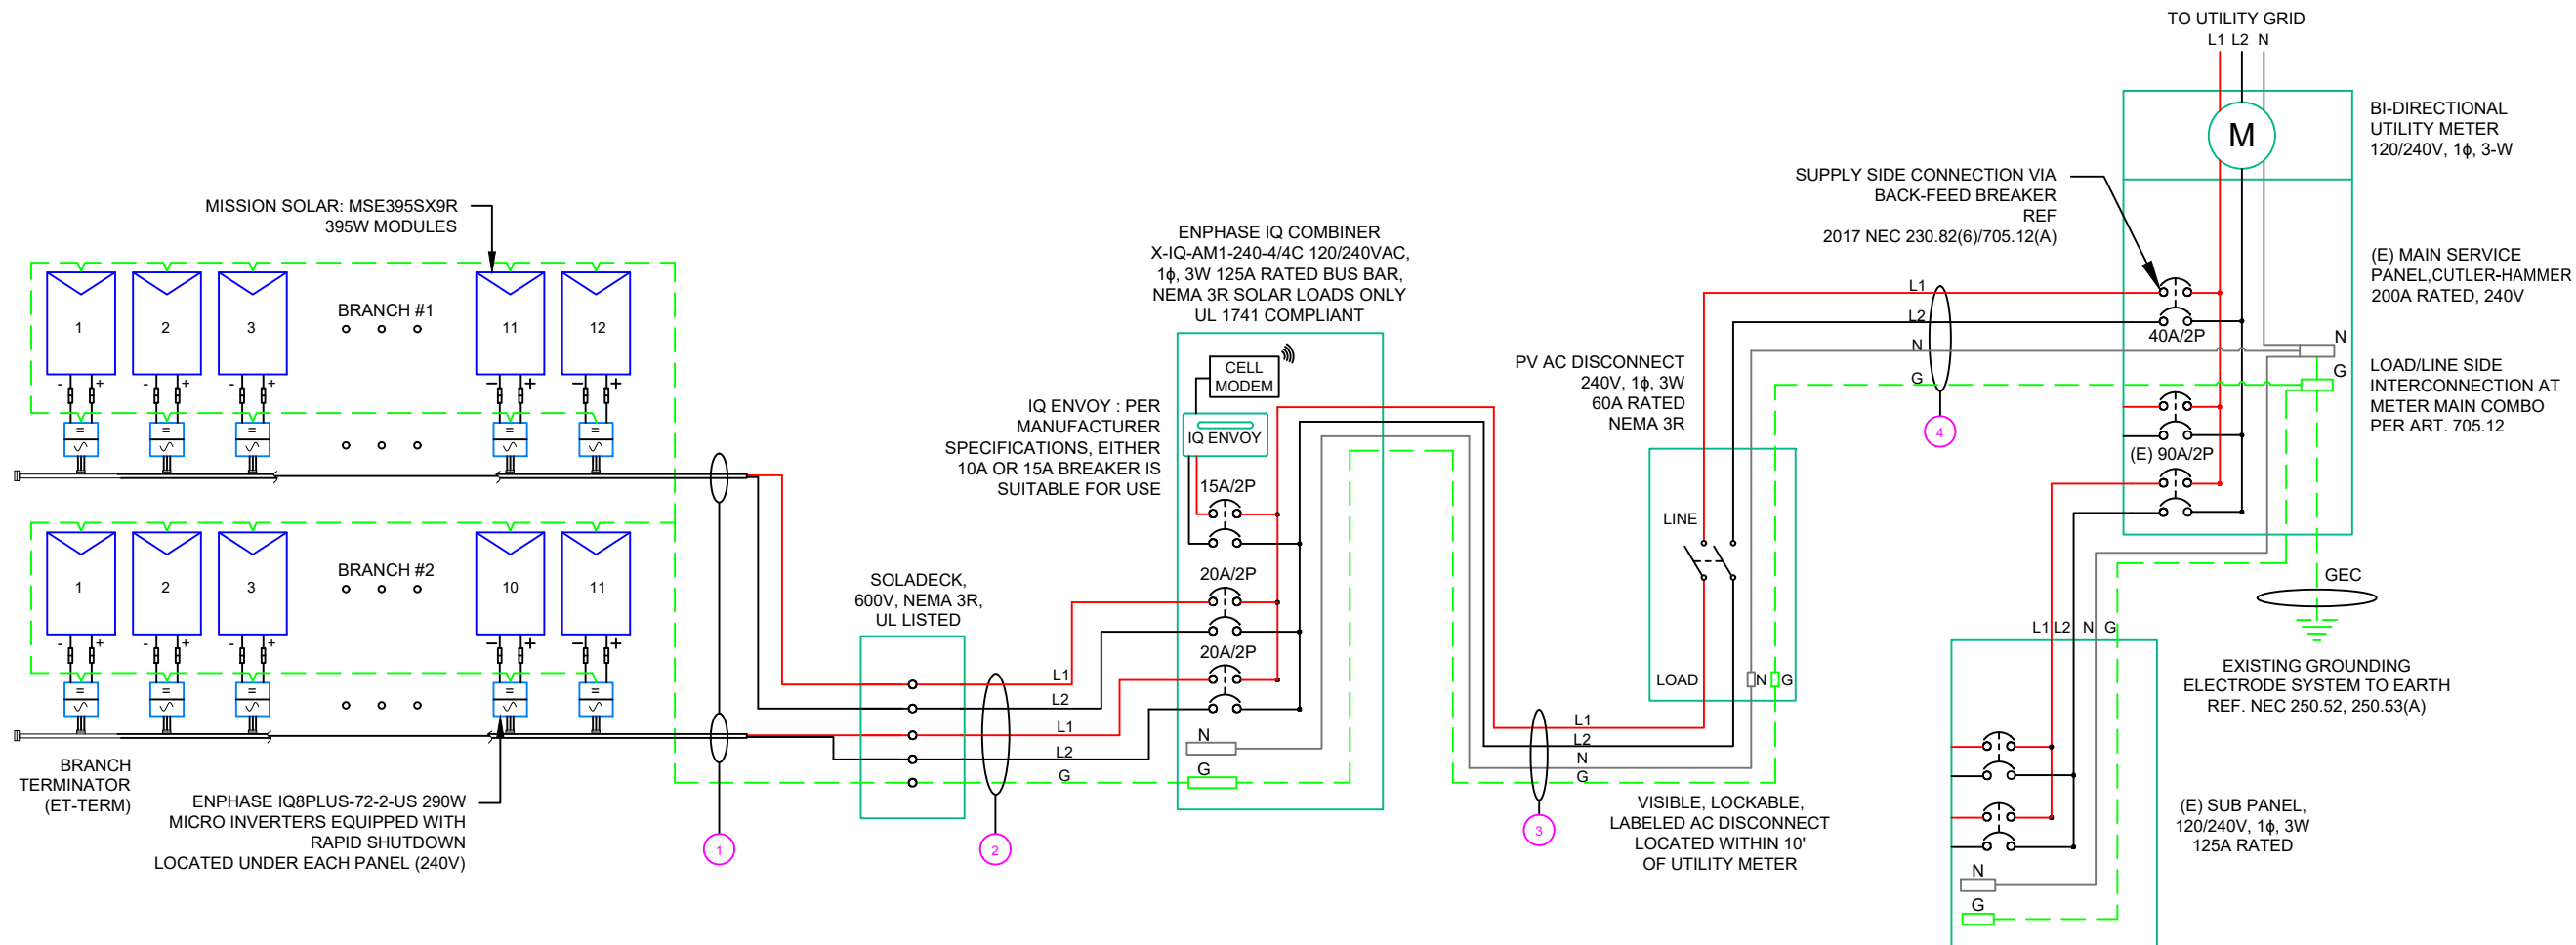 TO UTILITY GRID
L1 L2 N
M
BI-DIRECTIONAL
UTILITY METER
120/240V, 1ϕ, 3-W
SUPPLY SIDE CONNECTION VIA
BACK-FEED BREAKER
REF
2017 NEC 230.82(6)/705.12(A)
(E) MAIN SERVICE
PANEL,CUTLER-HAMMER
200A RATED, 240V
LOAD/LINE SIDE
INTERCONNECTION AT
METER MAIN COMBO
PER ART. 705.12
MISSION SOLAR: MSE395SX9R
395W MODULES
1 2 3 BRANCH #1 11 12
- + - + - + - + - +
= = = = =
1 2 3 BRANCH #2 10 11
- + - + - + - + - +
= = = = =
BRANCH
TERMINATOR
(ET-TERM)
ENPHASE IQ8PLUS-72-2-US 290W
MICRO INVERTERS EQUIPPED WITH
RAPID SHUTDOWN
LOCATED UNDER EACH PANEL (240V)
1
SOLADECK,
600V, NEMA 3R,
UL LISTED
L1
L2
L1
L2
G
2
ENPHASE IQ COMBINER
X-IQ-AM1-240-4/4C 120/240VAC,
1ϕ, 3W 125A RATED BUS BAR,
NEMA 3R SOLAR LOADS ONLY
UL 1741 COMPLIANT
CELL
MODEM
IQ ENVOY
IQ ENVOY : PER
MANUFACTURER
SPECIFICATIONS, EITHER
10A OR 15A BREAKER IS
SUITABLE FOR USE
15A/2P
20A/2P
20A/2P
N
G
L1
L2
N
G
3
PV AC DISCONNECT
240V, 1ϕ, 3W
60A RATED
NEMA 3R
LINE
LOAD
N G
VISIBLE, LOCKABLE,
LABELED AC DISCONNECT
LOCATED WITHIN 10'
OF UTILITY METER
L1
L2
N
G
4
40A/2P
N
G
(E) 90A/2P
GEC
EXISTING GROUNDING
ELECTRODE SYSTEM TO EARTH
REF. NEC 250.52, 250.53(A)
L1 L2 N G
(E) SUB PANEL,
120/240V, 1ϕ, 3W
125A RATED
N
G